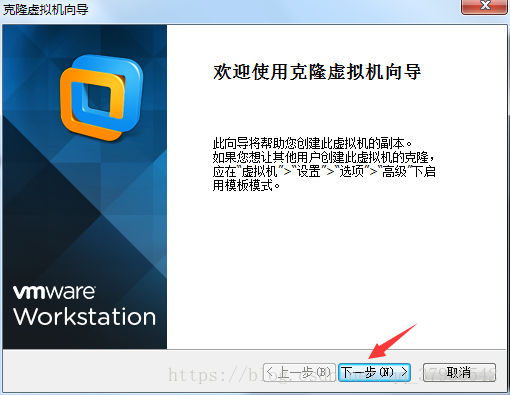 克隆虚拟机向导
欢迎使用克隆虚拟机向导
此向导将帮助您创建此虚拟机的副本。
如果您想让其他用户创建此虚拟机的克隆，
应在"虚拟机">"设置">"选项">"高级"下启
用模板模式。
vmware
Workstation
< 上一步(B)
下一步(N) >
取消